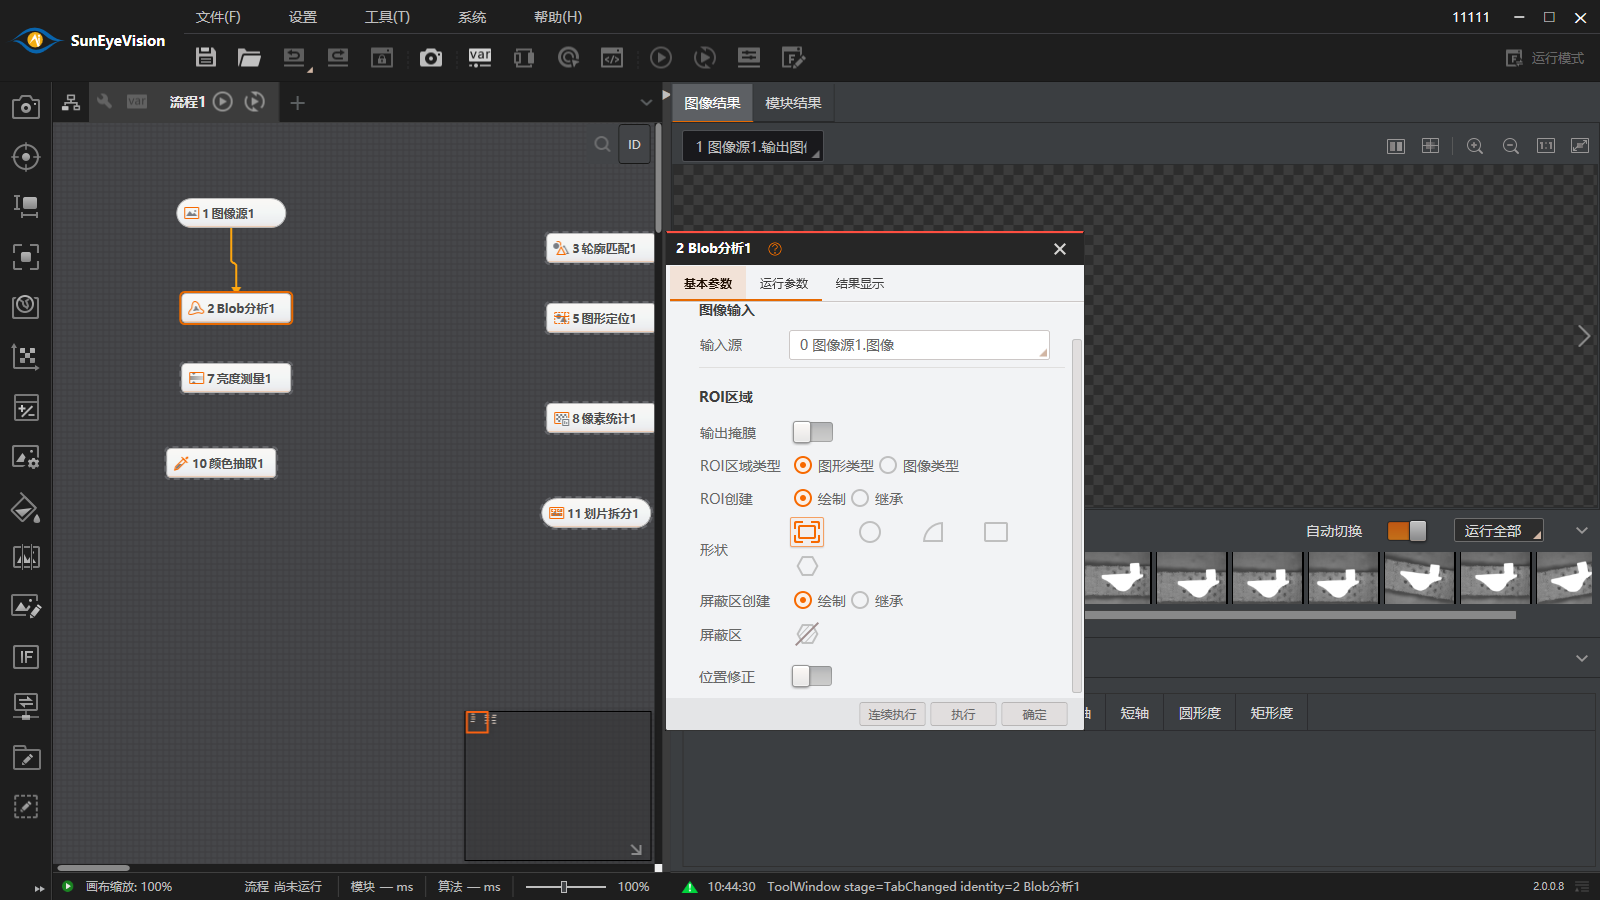 文件(F) 设置 工具(T) 系统 帮助(H) 11111
SunEyeVision
var
运行模式
var 流程1
图像结果 模块结果
ID
1 图像源1.输出图
1:1
1 图像源1
2 Blob分析1
7 亮度测量1
10 颜色抽取1
3 轮廓匹配1
5 图形定位1
8 像素统计1
11 划片拆分1
IF
2 Blob分析1
基本参数 运行参数 结果显示
图像输入
输入源 0 图像源1.图像
ROI区域
输出掩膜
ROI区域类型 图形类型 图像类型
ROI创建 绘制 继承
形状
屏蔽区创建 绘制 继承
屏蔽区
位置修正
连续执行 执行 确定
自动切换 运行全部
短轴 圆形度 矩形度
画布缩放: 100% 流程 尚未运行 模块 — ms 算法 — ms 100%
10:44:30 ToolWindow stage=TabChanged identity=2 Blob分析1 2.0.0.8